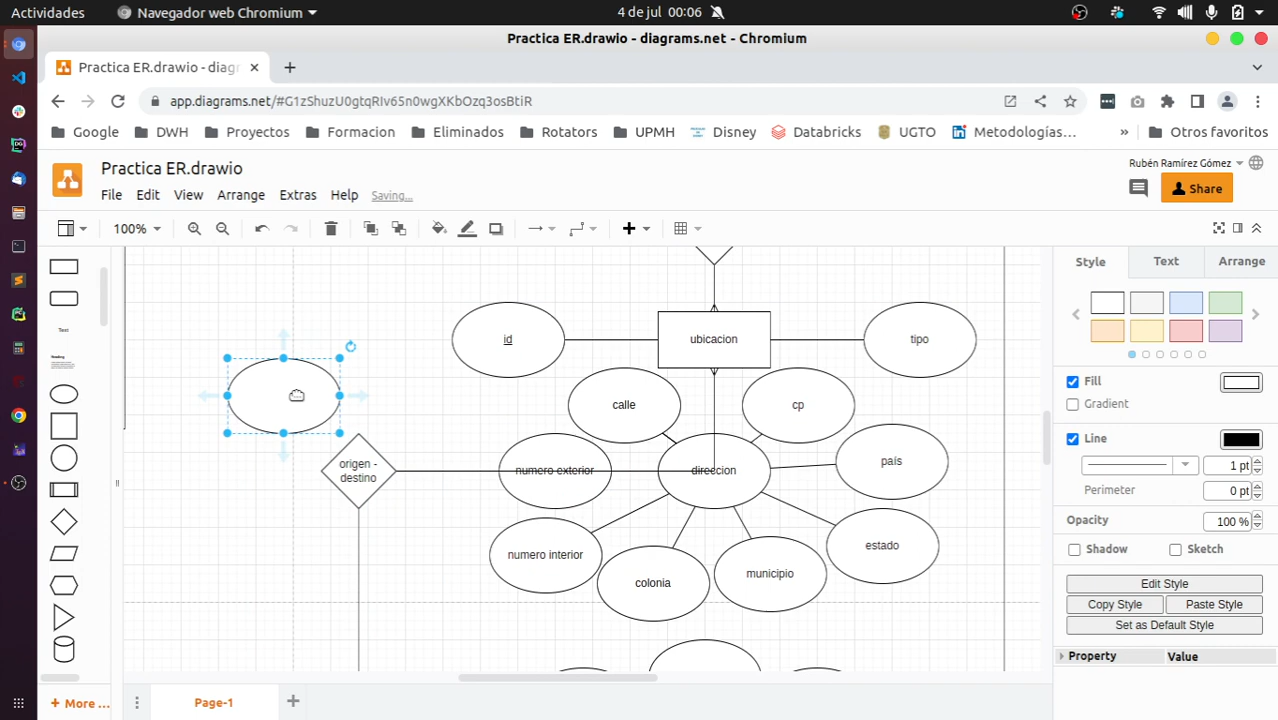 Actividades
Navegador web Chromium
4 de jul 00:06
Practica ER.drawio - diagrams.net - Chromium
Practica ER.drawio - diagr
app.diagrams.net/#G1zShuzU0gtqRIv65n0wgXKbOzq3osBtiR
Google
DWH
Proyectos
Formacion
Eliminados
Rotators
UPMH
Disney
Databricks
UGTO
Metodologías...
»
Otros favoritos
Practica ER.drawio
Rubén Ramírez Gómez
File
Edit
View
Arrange
Extras
Help
Saving...
Share
100%
Style
Text
Arrange
Text
Heading
id
ubicacion
tipo
calle
cp
origen -
destino
numero exterior
direccion
país
numero interior
colonia
municipio
estado
Fill
Gradient
Line
1 pt
Perimeter
0 pt
Opacity
100 %
Shadow
Sketch
Edit Style
Copy Style
Paste Style
Set as Default Style
Property
Value
+ More ...
Page-1